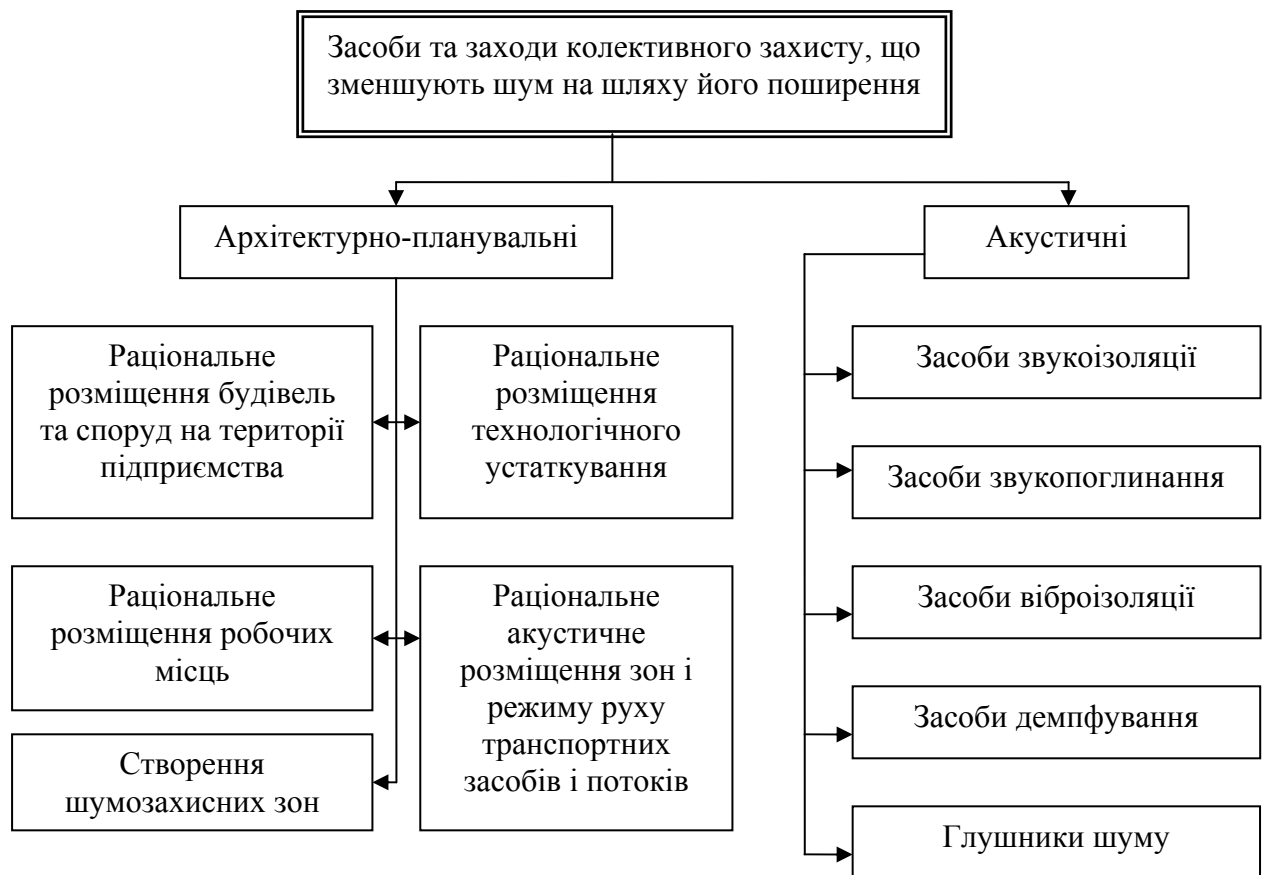 Засоби та заходи колективного захисту, що
зменшують шум на шляху його поширення
Архітектурно-планувальні
Акустичні
Раціональне
розміщення будівель
та споруд на території
підприємства
Раціональне
розміщення
технологічного
устаткування
Раціональне
розміщення робочих
місць
Раціональне
акустичне
розміщення зон і
режиму руху
транспортних
засобів і потоків
Створення
шумозахисних зон
Засоби звукоізоляції
Засоби звукопоглинання
Засоби віброізоляції
Засоби демпфування
Глушники шуму